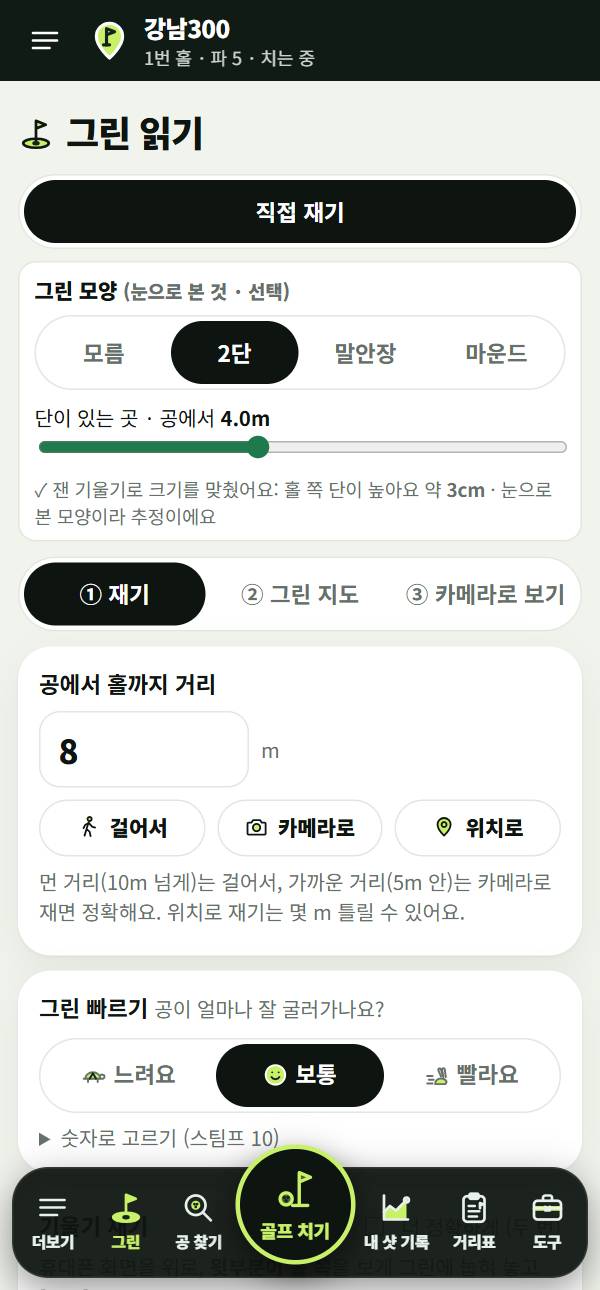 강남300
1번 홀 · 파 5 · 치는 중
그린 읽기
직접 재기
그린 모양 (눈으로 본 것 · 선택)
모름
2단
말안장
마운드
단이 있는 곳 · 공에서 4.0m
✓ 잰 기울기로 크기를 맞췄어요: 홀 쪽 단이 높아요 약 3cm · 눈으로
본 모양이라 추정이에요
① 재기
② 그린 지도
③ 카메라로 보기
공에서 홀까지 거리
8
m
걸어서
카메라로
위치로
먼 거리(10m 넘게)는 걸어서, 가까운 거리(5m 안)는 카메라로
재면 정확해요. 위치로 재기는 몇 m 틀릴 수 있어요.
그린 빠르기 공이 얼마나 잘 굴러가나요?
느려요
보통
빨라요
▶ 숫자로 고르기 (스팀프 10)
더보기
그린
공 찾기
골프 치기
내 샷 기록
거리표
도구